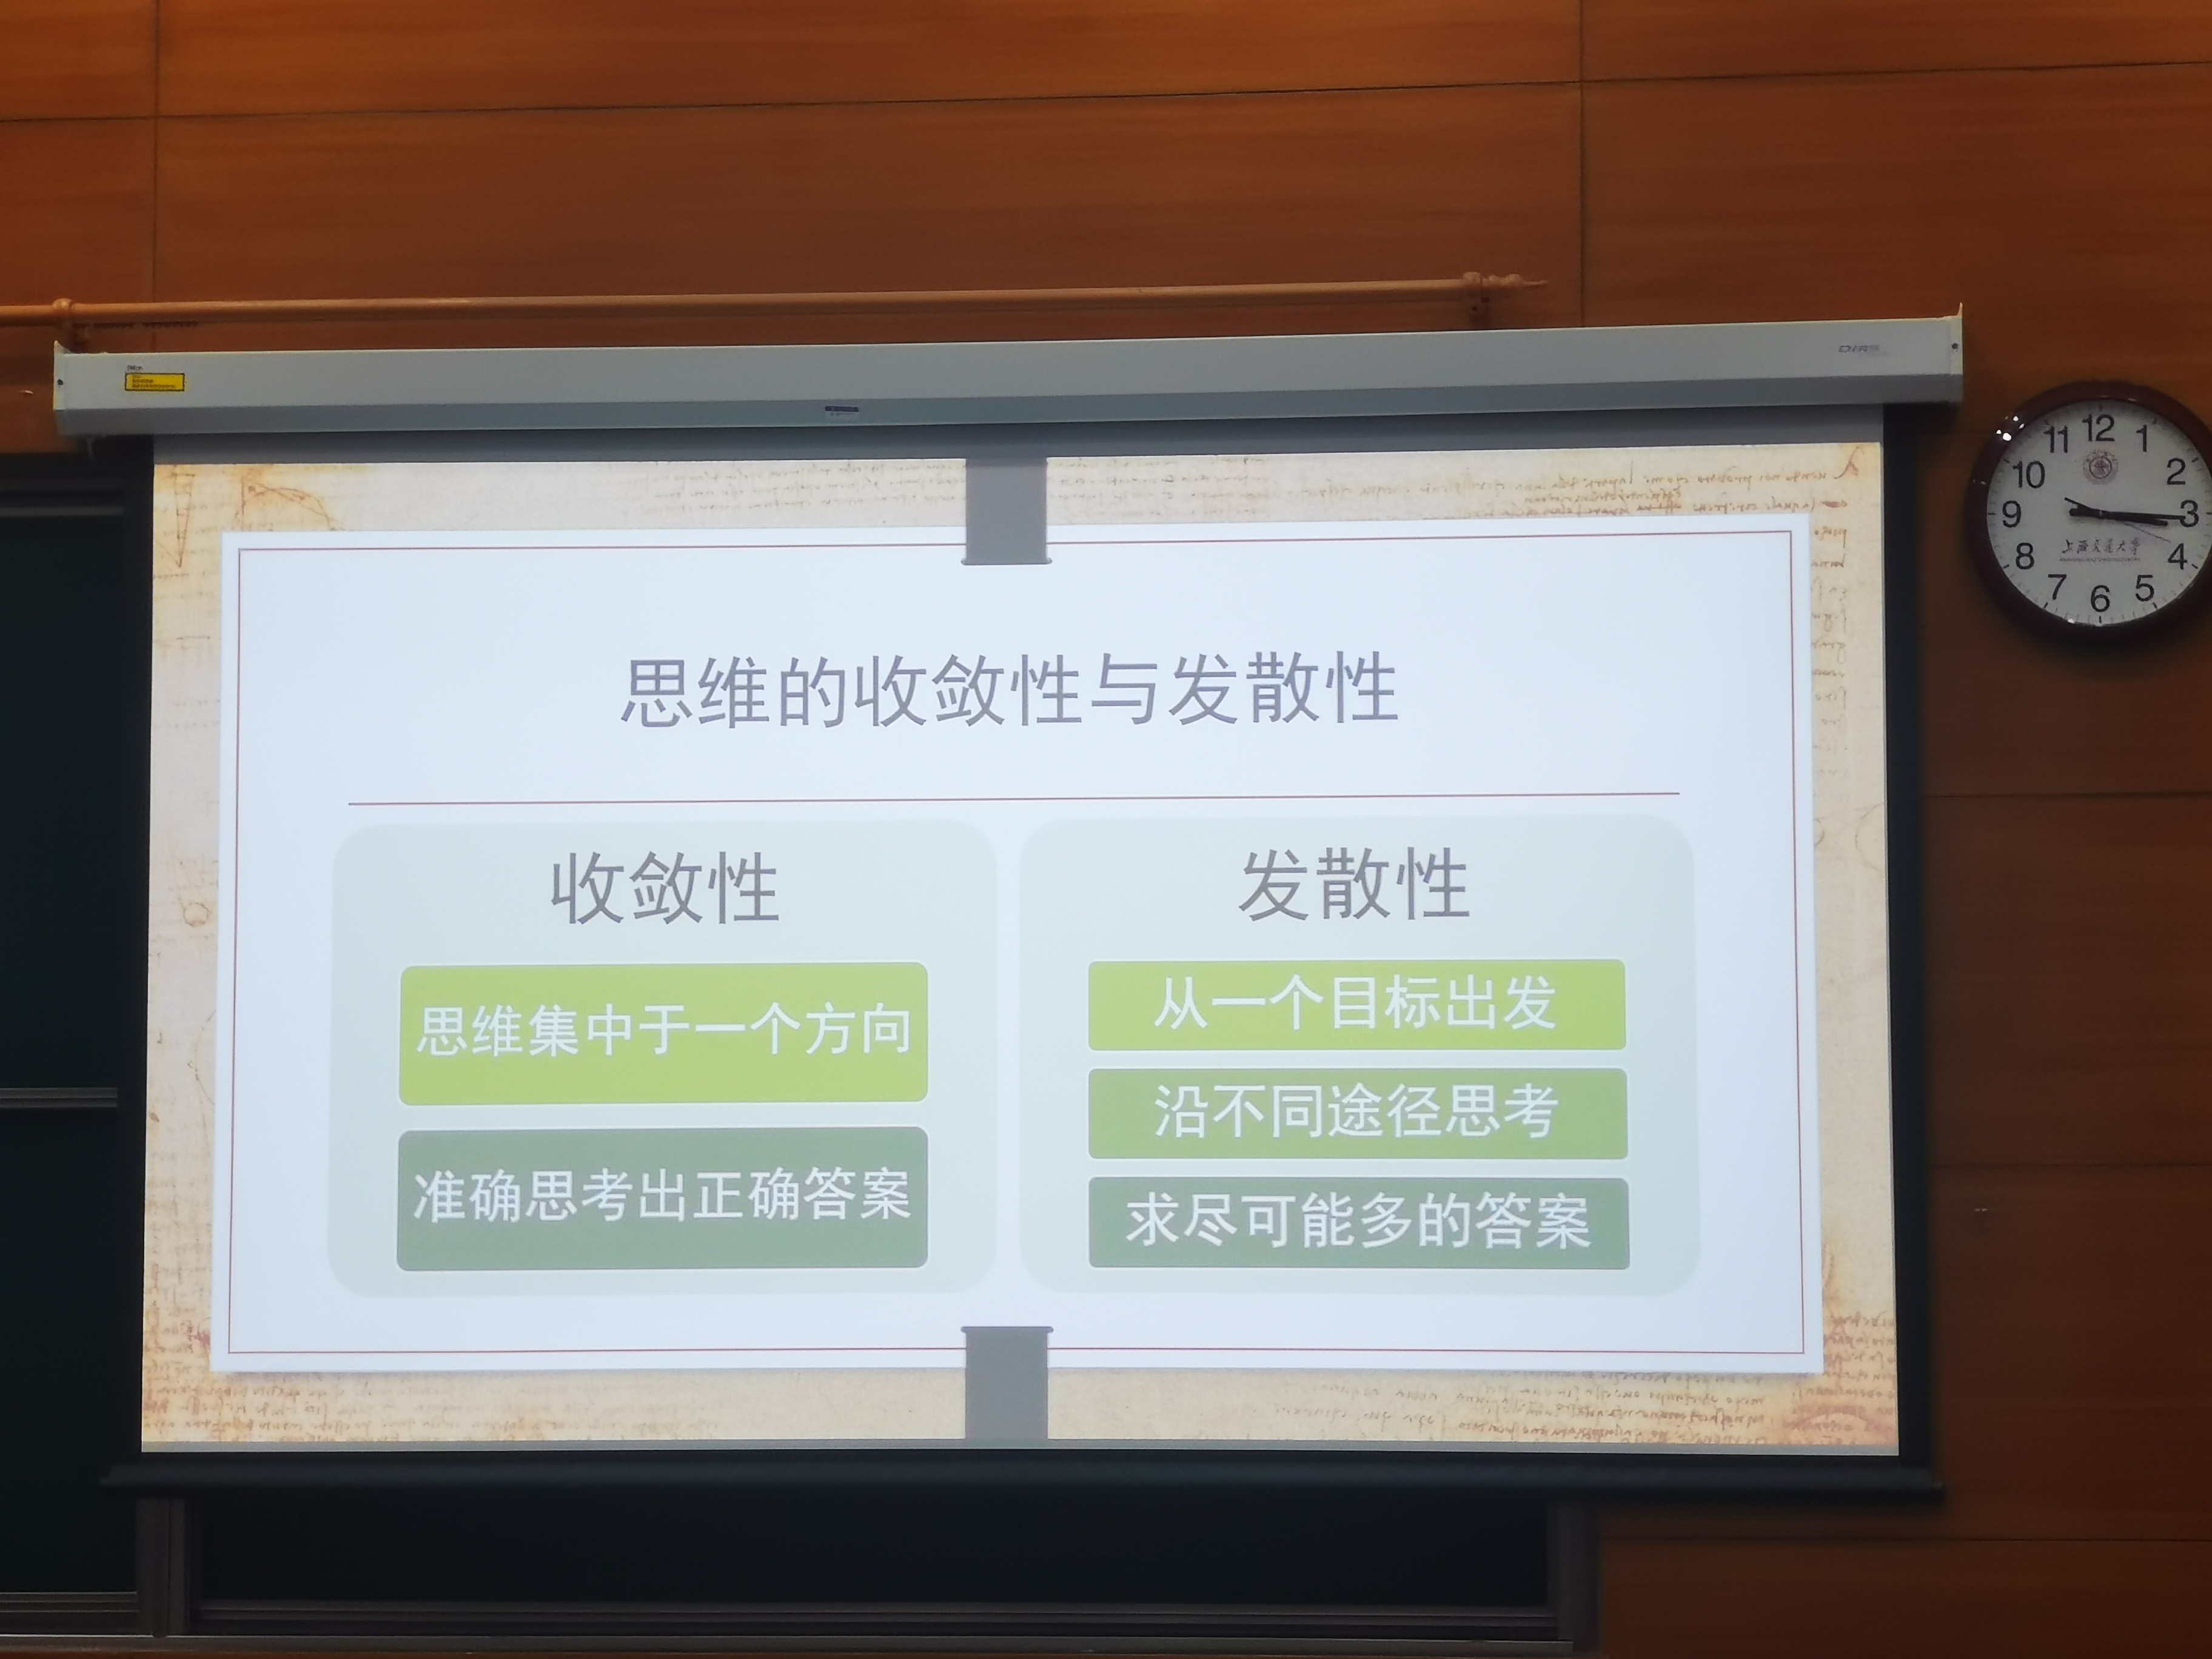 思维的收敛性与发散性
收敛性
思维集中于一个方向
准确思考出正确答案
发散性
从一个目标出发
沿不同途径思考
求尽可能多的答案
12
1
2
3
4
5
6
7
8
9
10
11
上海交通大学